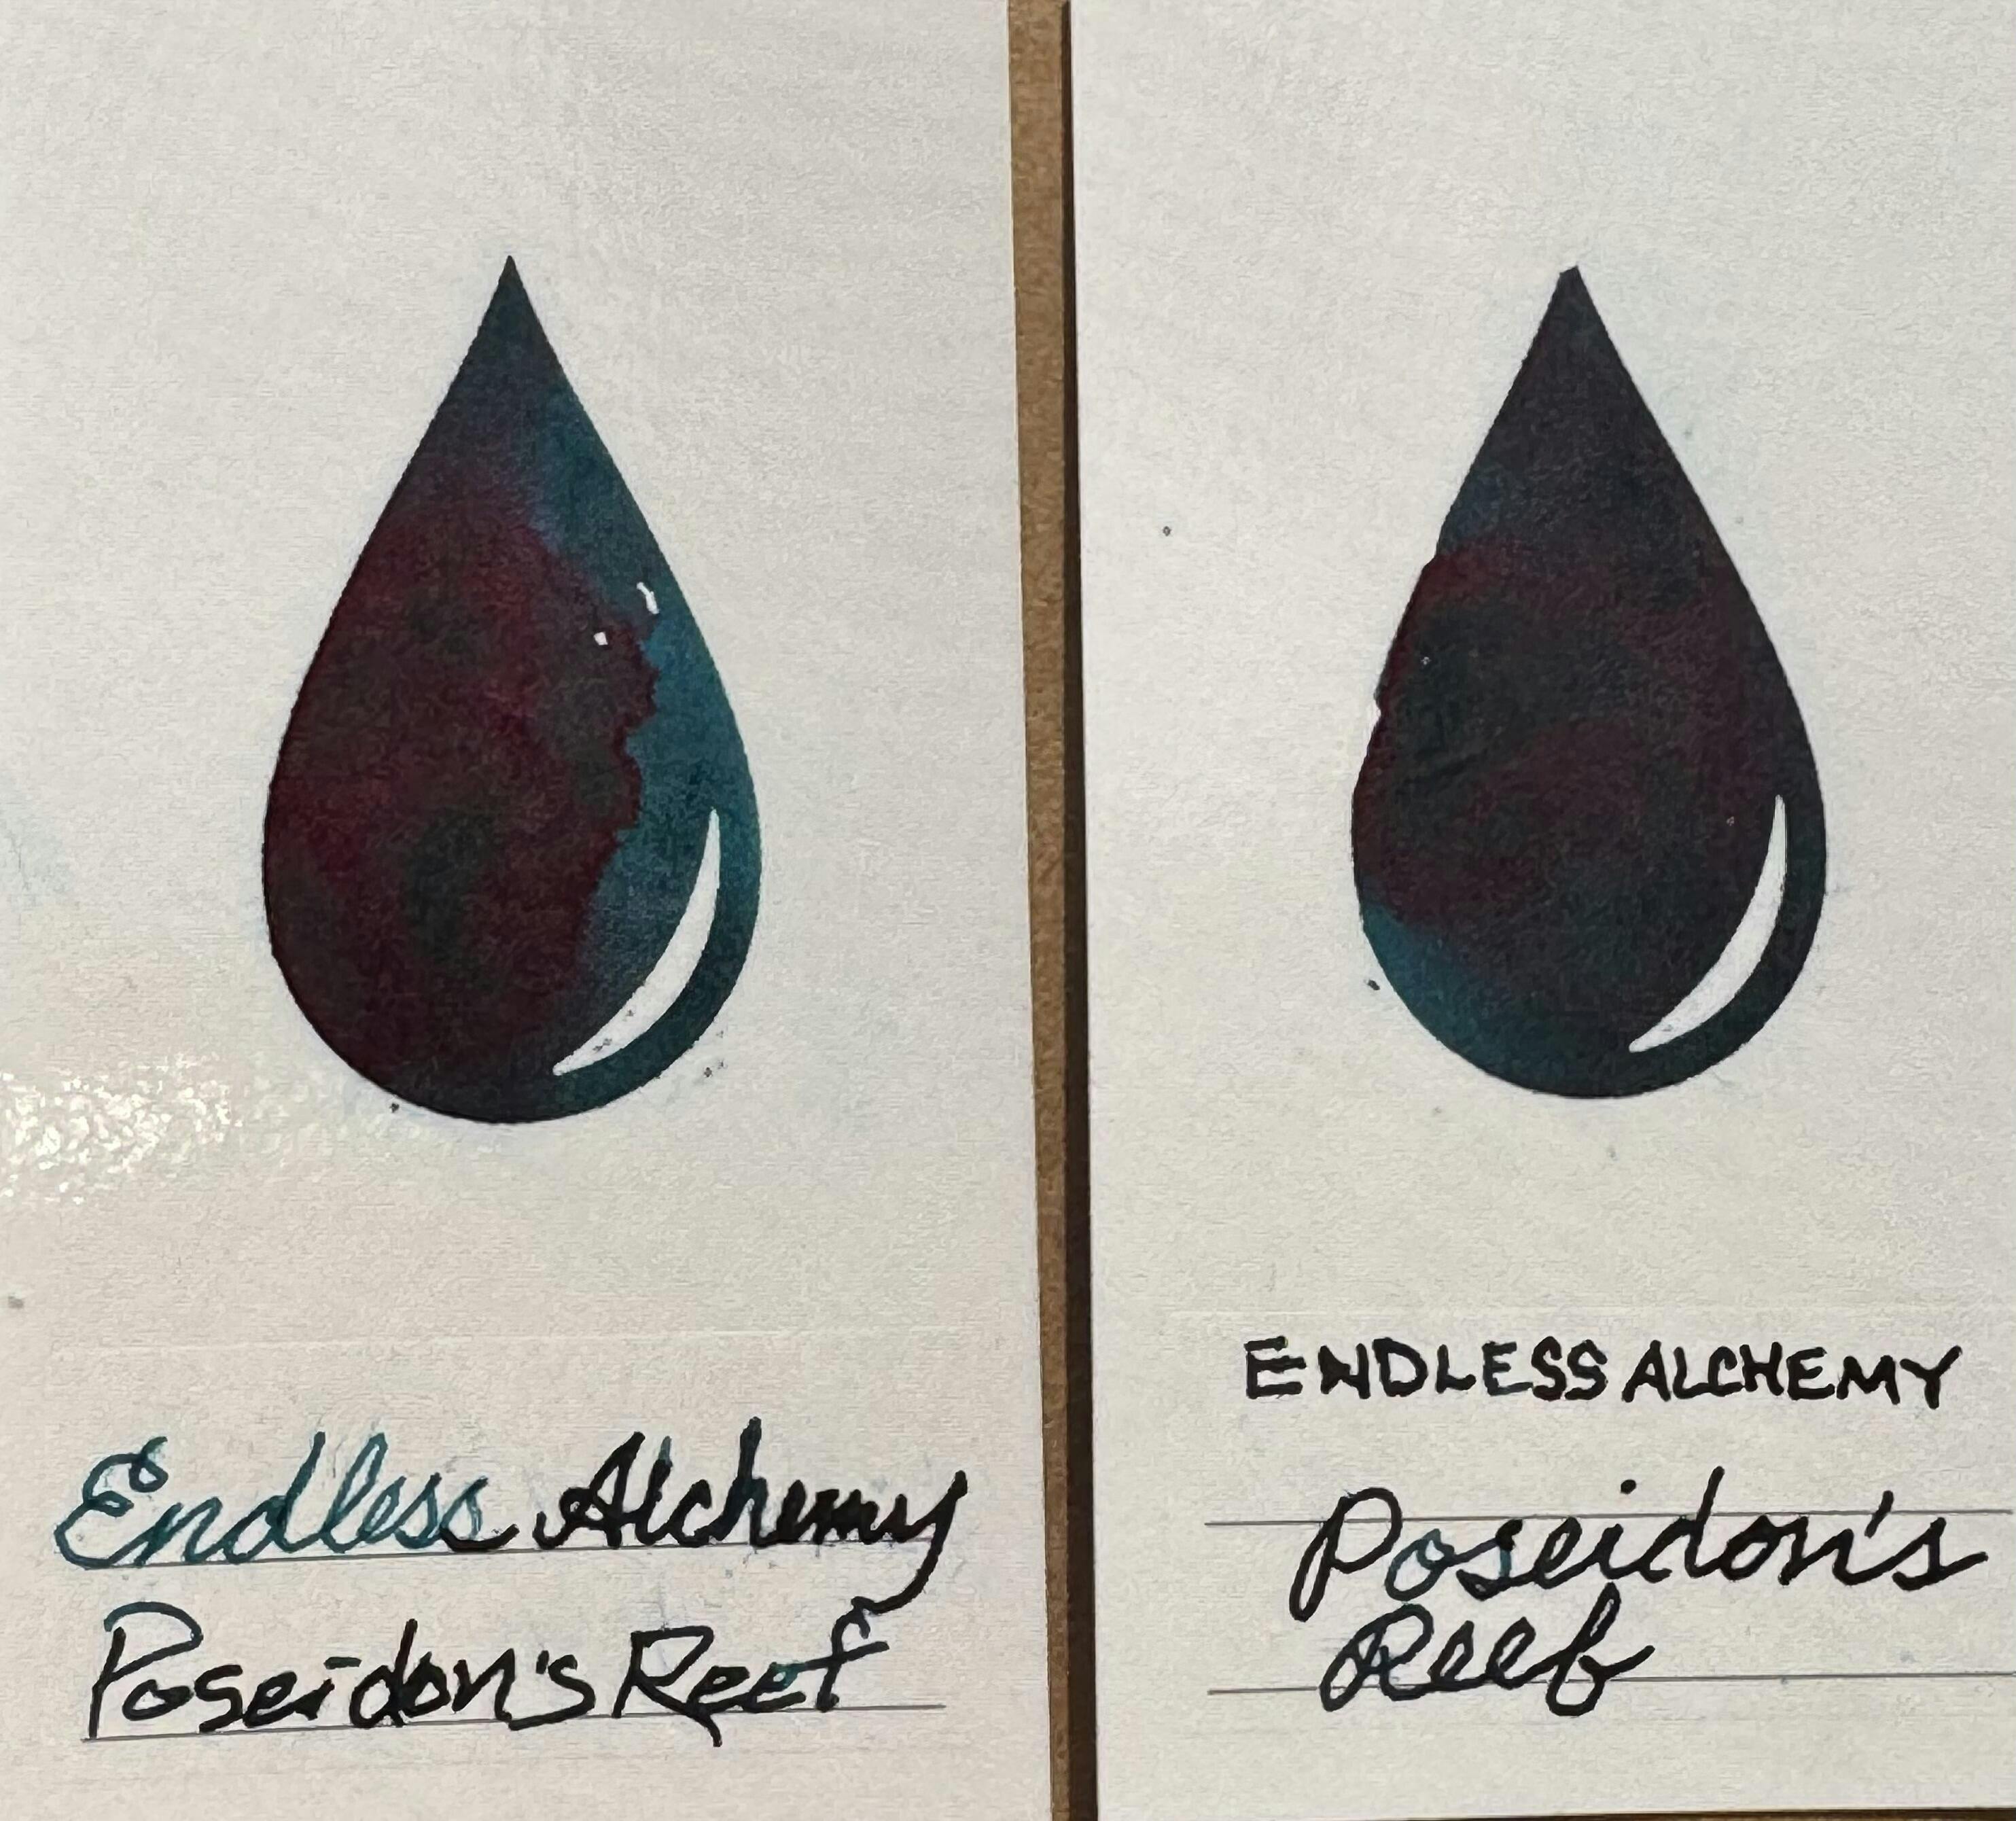 Endless Alchemy
Poseidon's Reef
ENDLESS ALCHEMY
Poseidon's
Reef